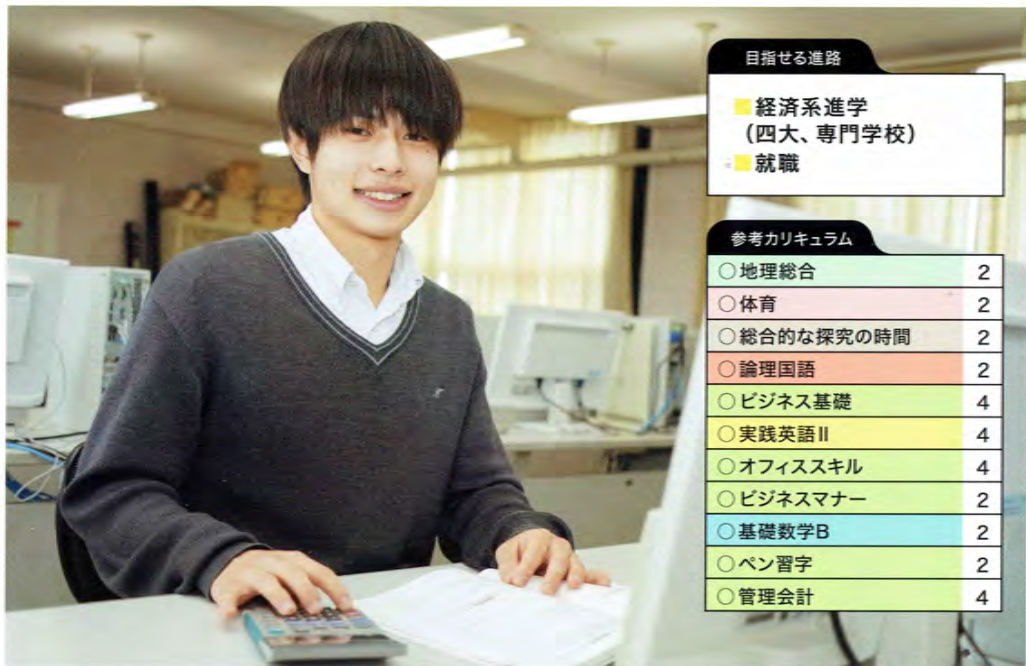 目指せる進路
経済系進学
(四大、専門学校)
就職
参考カリキュラム
○地理総合 2
○体育 2
○総合的な探究の時間 2
○論理国語 2
○ビジネス基礎 4
○実践英語Ⅱ 4
○オフィススキル 4
○ビジネスマナー 2
○基礎数学B 2
○ペン習字 2
○管理会計 4